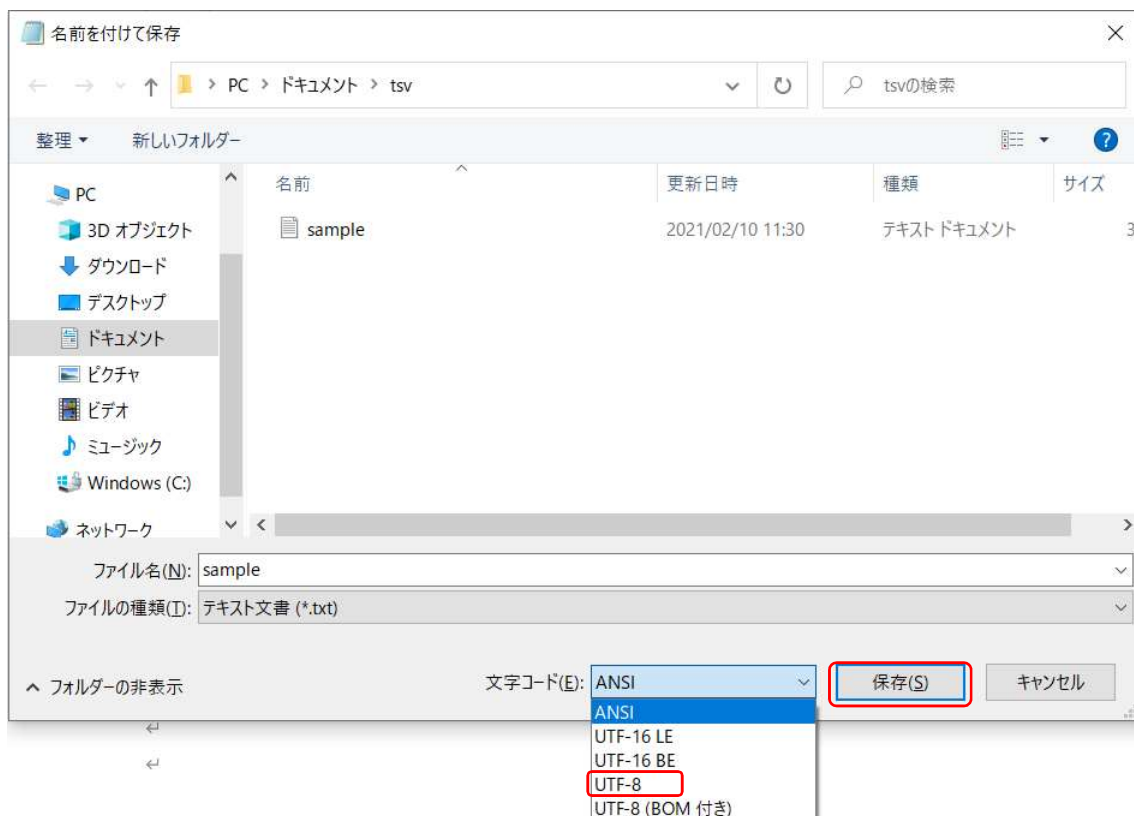 名前を付けて保存
PC > ドキュメント > tsv
tsvの検索
整理
新しいフォルダー
名前
更新日時
種類
サイズ
PC
3D オブジェクト
ダウンロード
デスクトップ
ドキュメント
ピクチャ
ビデオ
ミュージック
Windows (C:)
ネットワーク
sample
2021/02/10 11:30
テキスト ドキュメント
3
ファイル名(N): sample
ファイルの種類(T): テキスト文書 (*.txt)
フォルダーの非表示
文字コード(E): ANSI
保存(S)
キャンセル
ANSI
UTF-16 LE
UTF-16 BE
UTF-8
UTF-8 (BOM 付き)